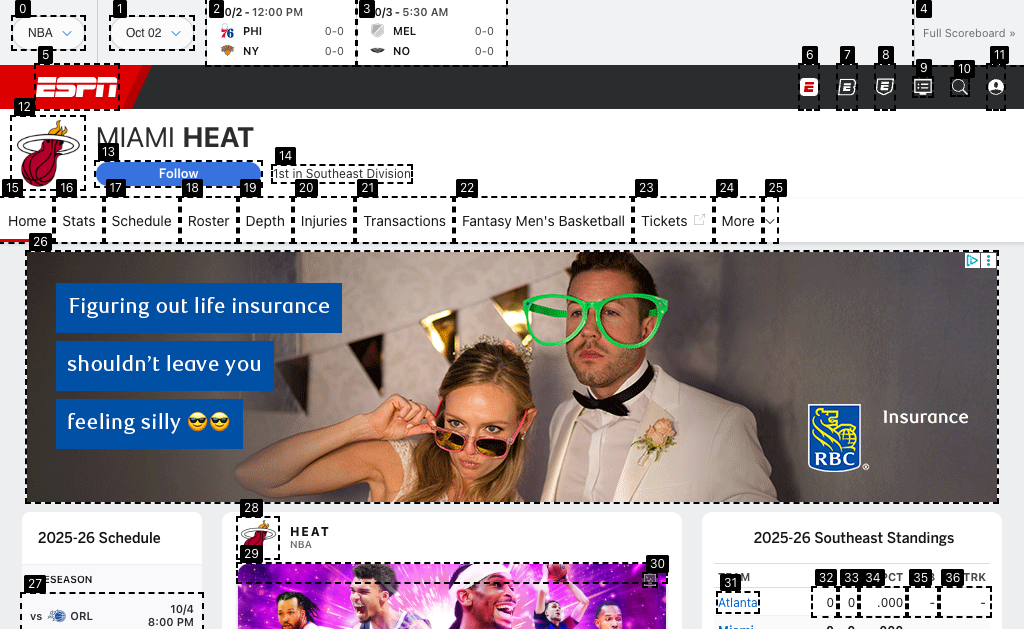 0
1
2
3
4
NBA
Oct 02
0/2 - 12:00 PM
PHI 0-0
NY 0-0
0/3 - 5:30 AM
MEL 0-0
NO 0-0
Full Scoreboard »
5
6
7
8
9
10
11
ESPN
12
MIAMI HEAT
13
14
Follow
1st in Southeast Division
15
16
17
18
19
20
21
22
23
24
25
Home
Stats
Schedule
Roster
Depth
Injuries
Transactions
Fantasy Men's Basketball
Tickets
More
26
Figuring out life insurance
shouldn't leave you
feeling silly 😎😎
RBC
®
Insurance
28
2025-26 Schedule
HEAT
NBA
29
30
2025-26 Southeast Standings
27
ESEASON
vs ORL
10/4
8:00 PM
31
32
33
34
35
36
PCT
TRK
Atlanta 0 0 .000 - -